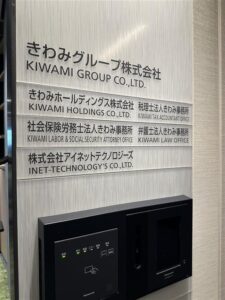 きわみグループ株式会社
KIWAMI GROUP CO.,LTD.
きわみホールディングス株式会社
KIWAMI HOLDINGS CO.,LTD.
税理士法人きわみ事務所
KIWAMI TAX ACCOUNTANT OFFICE
社会保険労務士法人きわみ事務所
KIWAMI LABOR & SOCIAL SECURITY ATTORNEY OFFICE
弁護士法人きわみ事務所
KIWAMI LAW OFFICE
株式会社アイネットテクノロジーズ
INET-TECHNOLOGY'S CO.,LTD.